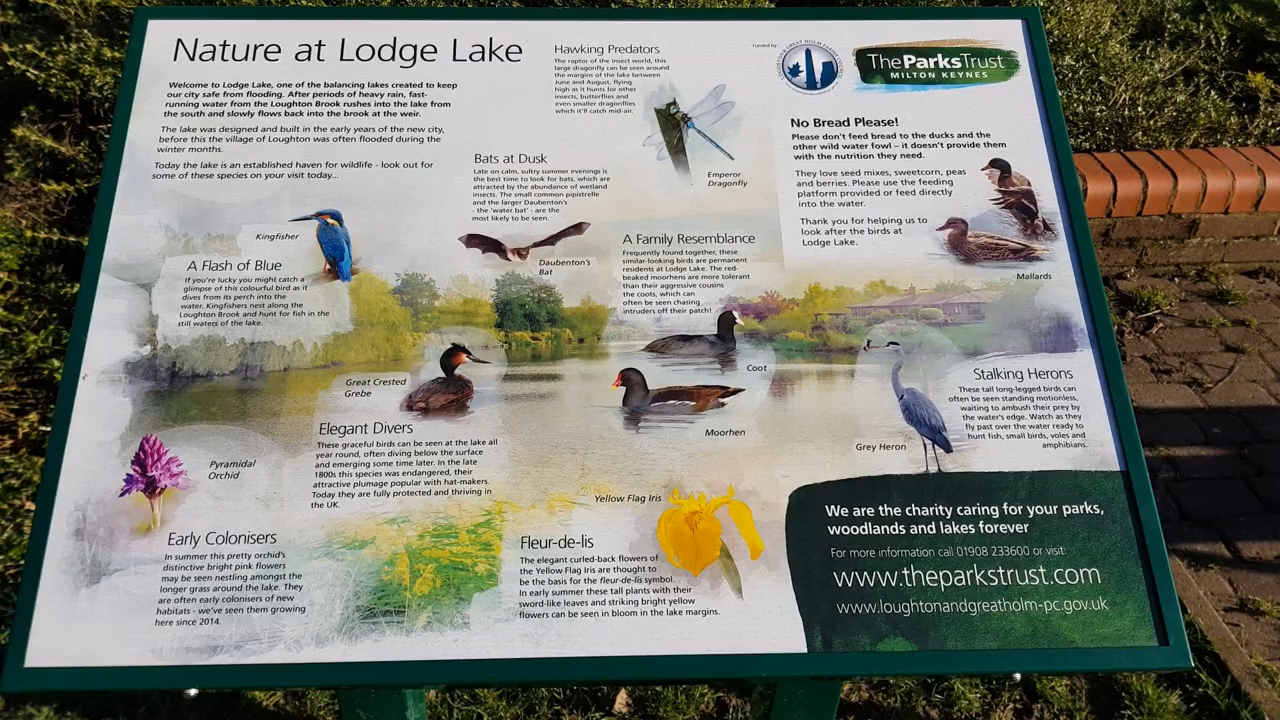 Nature at Lodge Lake
Welcome to Lodge Lake, one of the balancing lakes created to keep
our city safe from flooding. After periods of heavy rain, fast-
running water from the Loughton Brook rushes into the lake from
the south and slowly flows back into the brook at the weir.
The lake was designed and built in the early years of the new city,
before this the village of Loughton was often flooded during the
winter months.
Today the lake is an established haven for wildlife - look out for
some of these species on your visit today...
Hawking Predators
The raptor of the insect world, this
large dragonfly can be seen around
the margins of the lake between
June and August, flying
high as it hunts for other
insects, butterflies and
even smaller dragonflies
which it'll catch mid-air.
Emperor
Dragonfly
Funded by:
The Parks Trust
MILTON KEYNES
No Bread Please!
Please don't feed bread to the ducks and the
other wild water fowl – it doesn't provide them
with the nutrition they need.
They love seed mixes, sweetcorn, peas
and berries. Please use the feeding
platform provided or feed directly
into the water.
Thank you for helping us to
look after the birds at
Lodge Lake.
Mallards
Bats at Dusk
Late on calm, sultry summer evenings is
the best time to look for bats, which are
attracted by the abundance of wetland
insects. The small common pipistrelle
and the larger Daubenton's
- the 'water bat' - are the
most likely to be seen.
Daubenton's
Bat
Kingfisher
A Flash of Blue
If you're lucky you might catch a
glimpse of this colourful bird as it
dives from its perch into the
water. Kingfishers nest along the
Loughton Brook and hunt for fish in the
still waters of the lake.
A Family Resemblance
Frequently found together, these
similar-looking birds are permanent
residents at Lodge Lake. The red-
beaked moorhens are more tolerant
than their aggressive cousins
the coots, which can
often be seen chasing
intruders off their patch!
Coot
Moorhen
Great Crested
Grebe
Elegant Divers
These graceful birds can be seen at the lake all
year round, often diving below the surface
and emerging some time later. In the late
1800s this species was endangered, their
attractive plumage popular with hat-makers.
Today they are fully protected and thriving in
the UK.
Stalking Herons
These tall long-legged birds can
often be seen standing motionless,
waiting to ambush their prey by
the water's edge. Watch as they
fly past over the water ready to
hunt fish, small birds, voles and
amphibians.
Grey Heron
Pyramidal
Orchid
Early Colonisers
In summer this pretty orchid's
distinctive bright pink flowers
may be seen nestling amongst the
longer grass around the lake. They
are often early colonisers of new
habitats - we've seen them growing
here since 2014.
Yellow Flag Iris
Fleur-de-lis
The elegant curled-back flowers of
the Yellow Flag Iris are thought to
be the basis for the fleur-de-lis symbol.
In early summer these tall plants with their
sword-like leaves and striking bright yellow
flowers can be seen in bloom in the lake margins.
We are the charity caring for your parks,
woodlands and lakes forever
For more information call 01908 233600 or visit:
www.theparkstrust.com
www.loughtonandgreatholm-pc.gov.uk